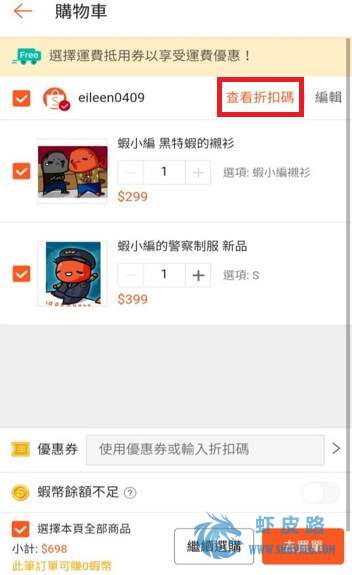 購物車
Free 選擇運費抵用券以享受運費優惠！
eileen0409 查看折扣碼 編輯
蝦小編 黑特蝦的襯衫
1 選項: 蝦小編襯衫
$299
蝦小編的警察制服 新品
1 選項: S
$399
優惠券 使用優惠券或輸入折扣碼
蝦幣餘額不足
選擇本頁全部商品
小計: $698
此筆訂單可賺0蝦幣
繼續選購
去買單
虾皮路